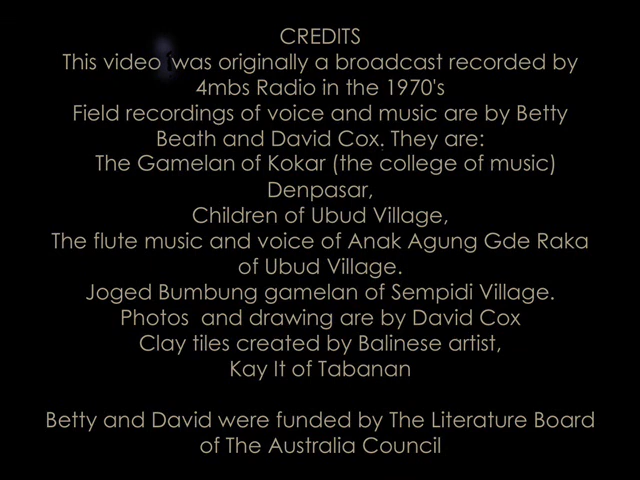 CREDITS
This video was originally a broadcast recorded by
4mbs Radio in the 1970's
Field recordings of voice and music are by Betty
Beath and David Cox. They are:
The Gamelan of Kokar (the college of music)
Denpasar,
Children of Ubud Village,
The flute music and voice of Anak Agung Gde Raka
of Ubud Village.
Joged Bumbung gamelan of Sempidi Village.
Photos and drawing are by David Cox
Clay tiles created by Balinese artist,
Kay It of Tabanan
Betty and David were funded by The Literature Board
of The Australia Council